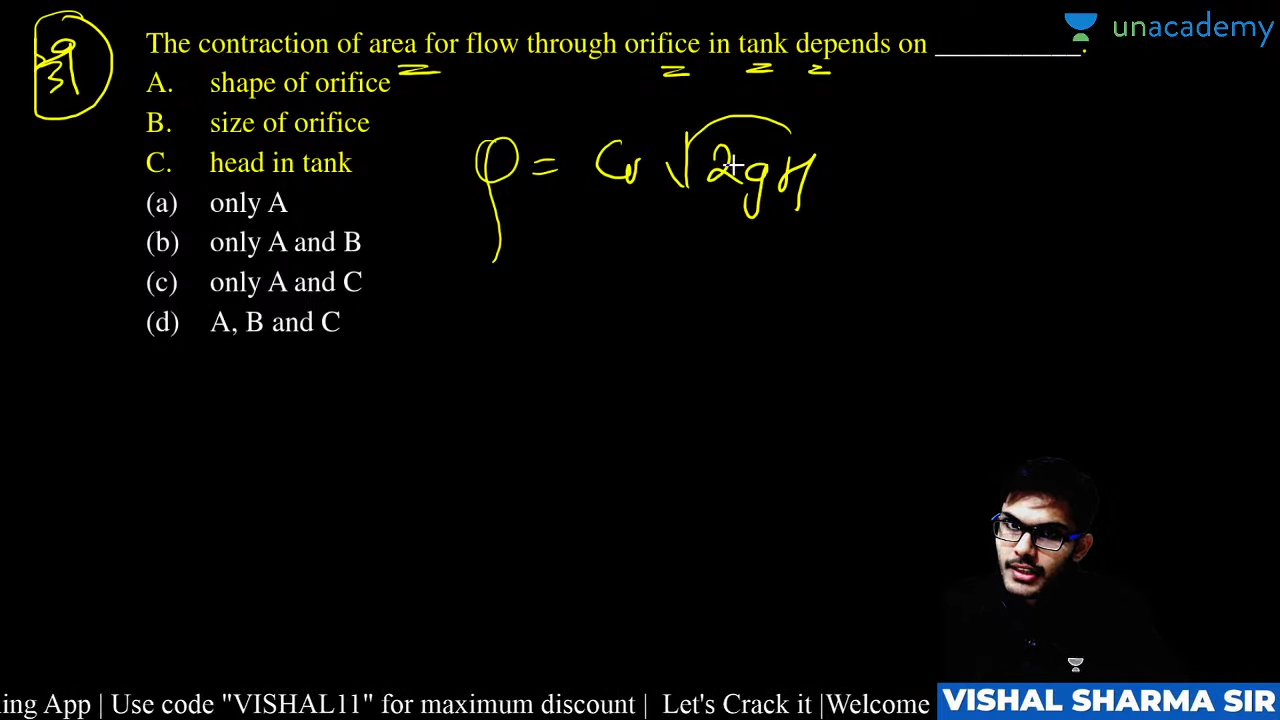 unacademy
The contraction of area for flow through orifice in tank depends on __________.
A. shape of orifice
B. size of orifice
C. head in tank
(a) only A
(b) only A and B
(c) only A and C
(d) A, B and C
= √2gH
ing App | Use code "VISHAL11" for maximum discount | Let's Crack it |Welcome
VISHAL SHARMA SIR